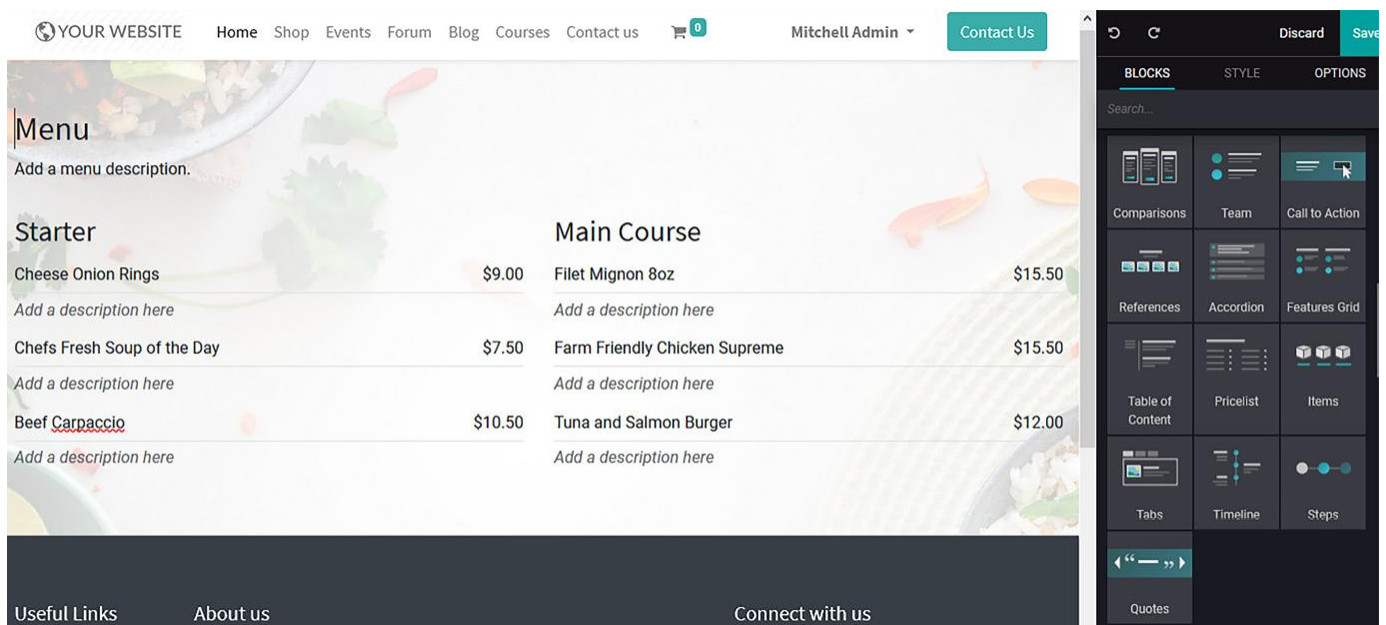 YOUR WEBSITE Home Shop Events Forum Blog Courses Contact us 0 Mitchell Admin Contact Us
Menu
Add a menu description.
Starter
Cheese Onion Rings $9.00
Add a description here
Chefs Fresh Soup of the Day $7.50
Add a description here
Beef Carpaccio $10.50
Add a description here
Main Course
Filet Mignon 8oz $15.50
Add a description here
Farm Friendly Chicken Supreme $15.50
Add a description here
Tuna and Salmon Burger $12.00
Add a description here
Useful Links About us Connect with us
Discard Save
BLOCKS STYLE OPTIONS
Search...
Comparisons Team Call to Action
References Accordion Features Grid
Table of
Content
Pricelist Items
Tabs Timeline Steps
Quotes